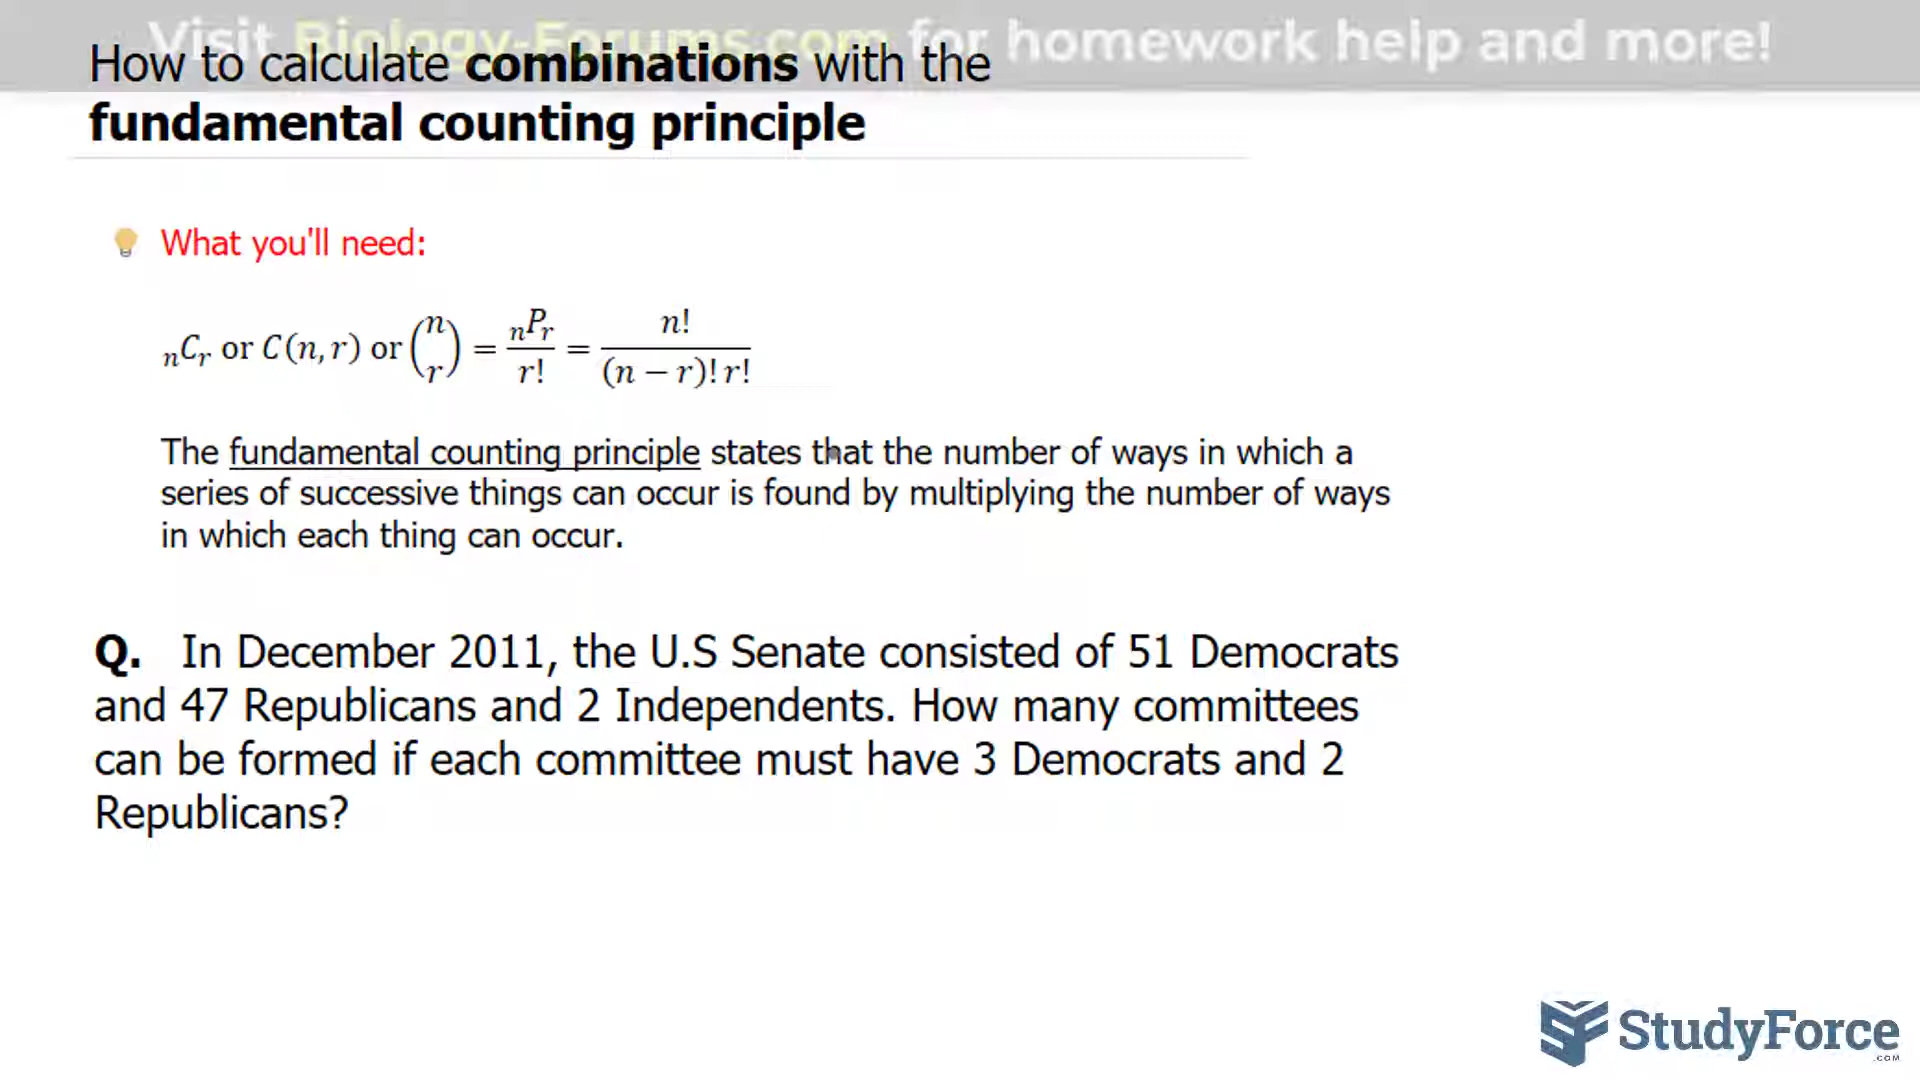 Visit Biology-Forums.com for homework help and more!
How to calculate combinations with the
fundamental counting principle
What you'll need:
nCr or C(n, r) or (n r) = nPr / r! = n! / (n − r)! r!
The fundamental counting principle states that the number of ways in which a
series of successive things can occur is found by multiplying the number of ways
in which each thing can occur.
Q. In December 2011, the U.S Senate consisted of 51 Democrats
and 47 Republicans and 2 Independents. How many committees
can be formed if each committee must have 3 Democrats and 2
Republicans?
StudyForce
.COM